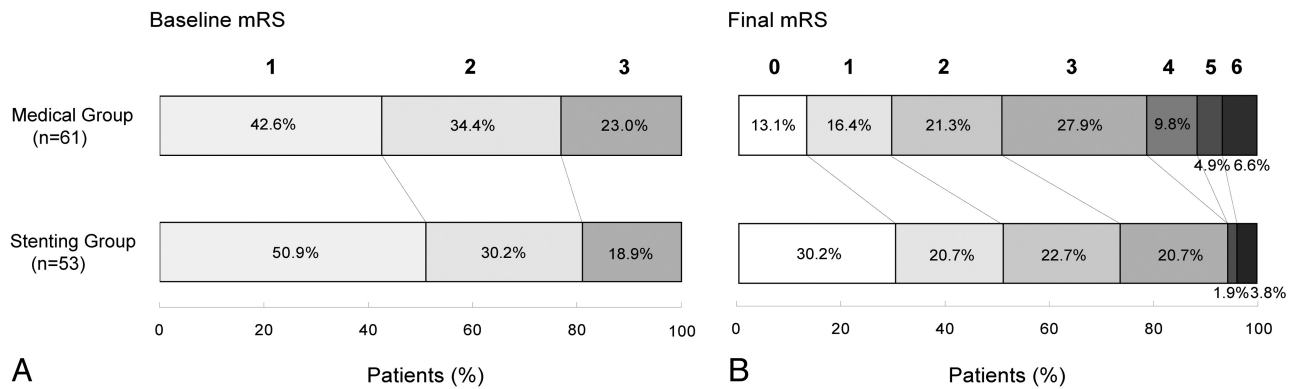 Baseline mRS
Final mRS
1 2 3
0 1 2 3 4 5 6
Medical Group
(n=61)
42.6% 34.4% 23.0%
13.1% 16.4% 21.3% 27.9% 9.8%
4.9% 6.6%
Stenting Group
(n=53)
50.9% 30.2% 18.9%
30.2% 20.7% 22.7% 20.7%
1.9% 3.8%
0 20 40 60 80 100
0 20 40 60 80 100
A
Patients (%)
B
Patients (%)